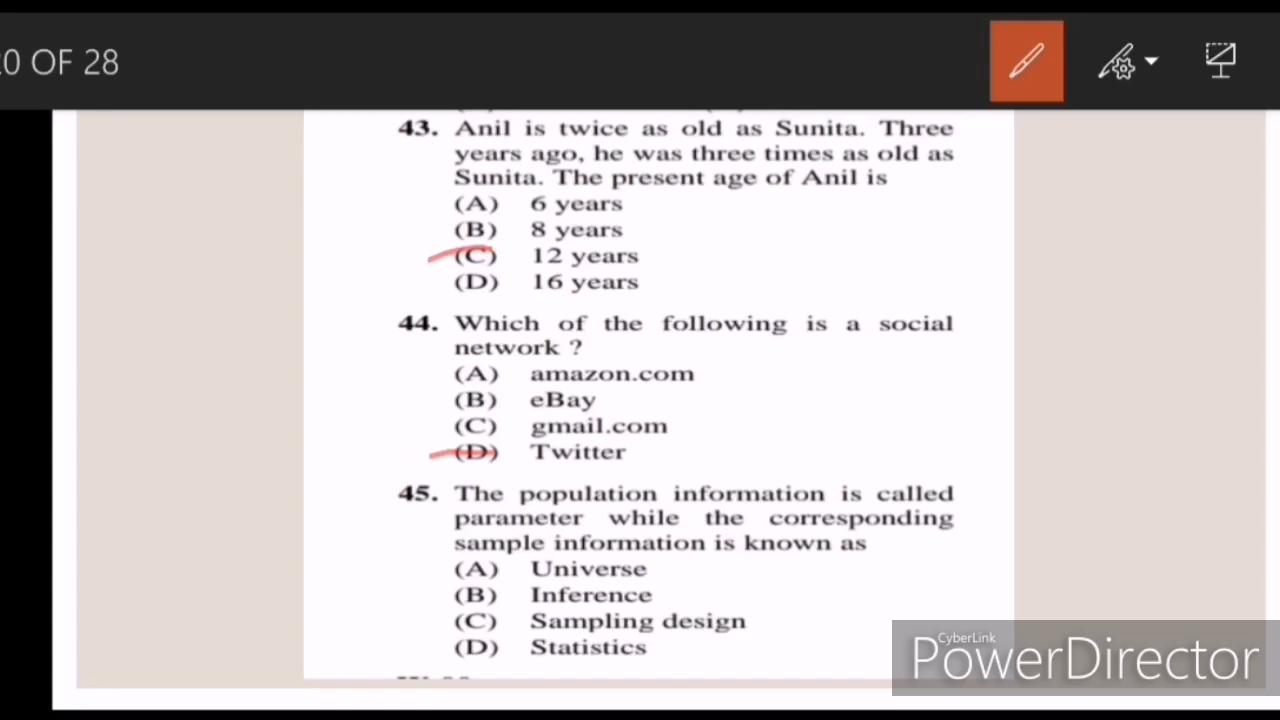 20 OF 28
43. Anil is twice as old as Sunita. Three
years ago, he was three times as old as
Sunita. The present age of Anil is
(A) 6 years
(B) 8 years
(C) 12 years
(D) 16 years
44. Which of the following is a social
network ?
(A) amazon.com
(B) eBay
(C) gmail.com
(D) Twitter
45. The population information is called
parameter while the corresponding
sample information is known as
(A) Universe
(B) Inference
(C) Sampling design
(D) Statistics
CyberLink
PowerDirector